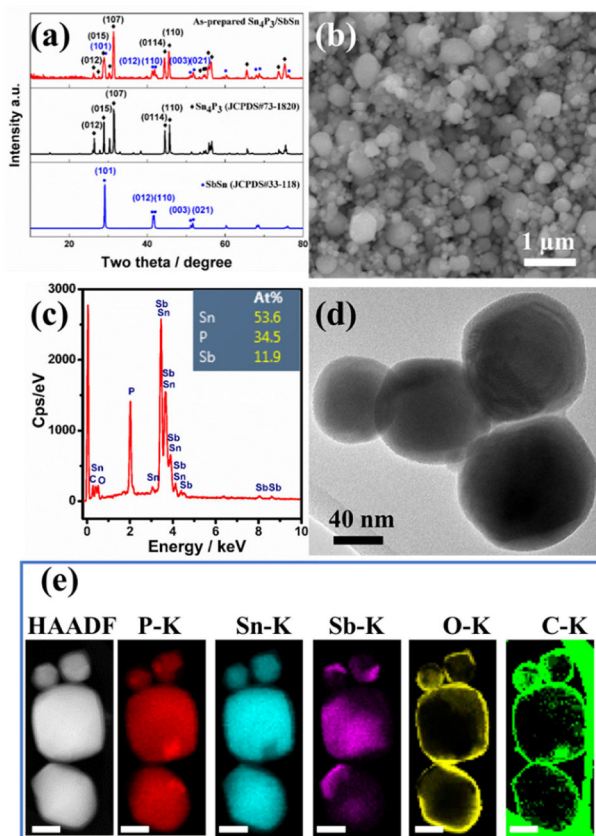 (a)
As-prepared Sn₄P₃/SbSn
(107)
(015)
(101)
(012)
(110)
(0114)
(012) (110)
(003) (021)
Sn₄P₃ (JCPDS#73-1820)
(107)
(015)
(012)
(110)
(0114)
SbSn (JCPDS#33-118)
(101)
(012)(110)
(003) (021)
Intensity a.u.
20 40 60 80
Two theta / degree
(b)
1 µm
(c)
At%
Sn 53.6
P 34.5
Sb 11.9
3000
2000
1000
0
Cps/eV
Sb
Sn
Sb
Sn
P
Sb
Sn
Sn
C O
Sn
Sb
Sn
Sb
SbSb
0 2 4 6 8 10
Energy / keV
(d)
40 nm
(e)
HAADF P-K Sn-K Sb-K O-K C-K